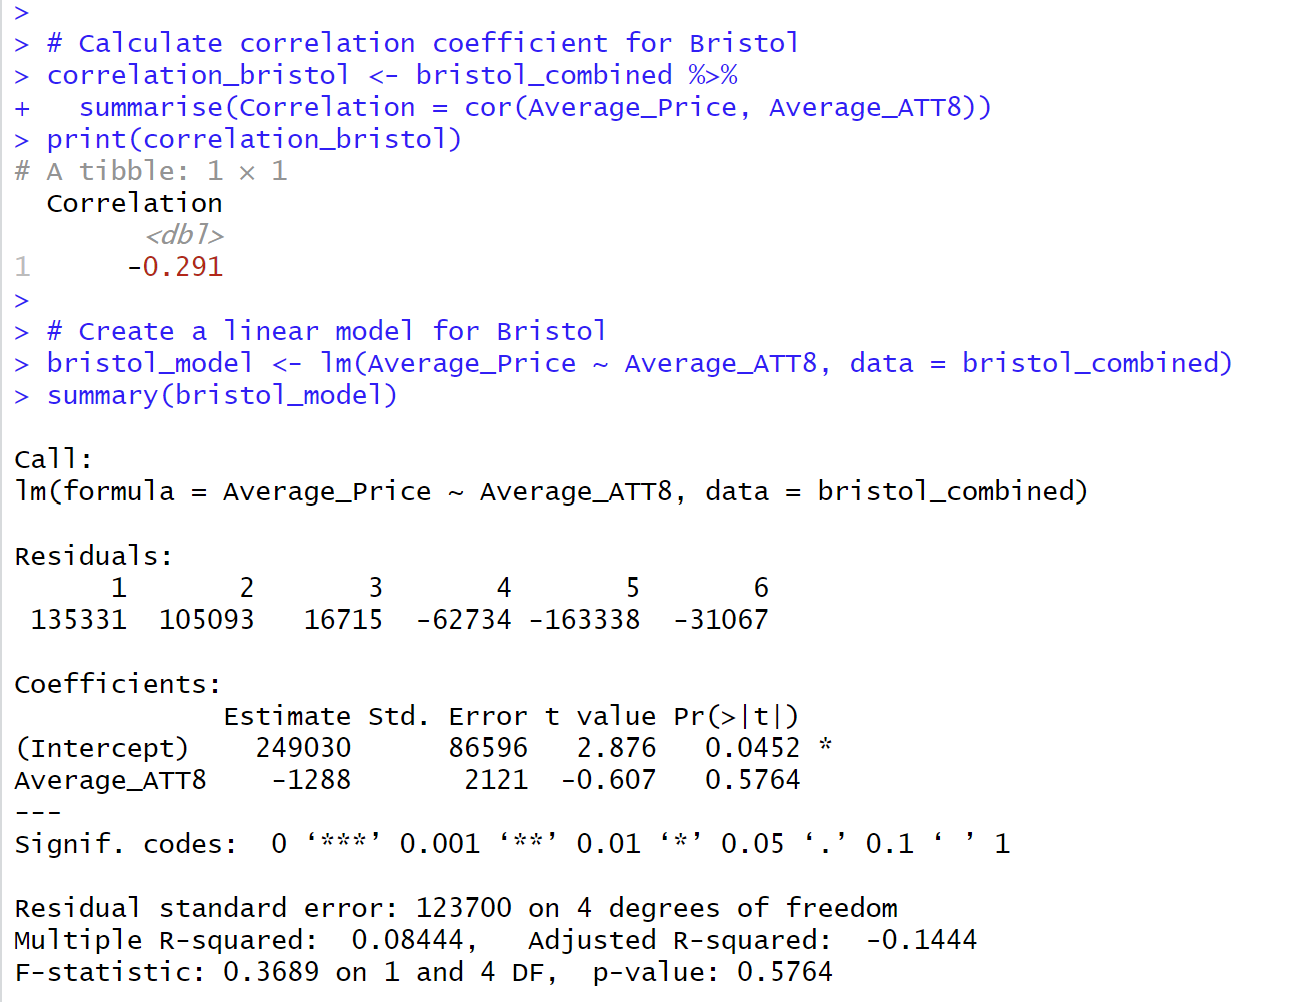 >
> # Calculate correlation coefficient for Bristol
> correlation_bristol <- bristol_combined %>%
+   summarise(Correlation = cor(Average_Price, Average_ATT8))
> print(correlation_bristol)
# A tibble: 1 × 1
  Correlation
        <dbl>
1      -0.291
>
> # Create a linear model for Bristol
> bristol_model <- lm(Average_Price ~ Average_ATT8, data = bristol_combined)
> summary(bristol_model)

Call:
lm(formula = Average_Price ~ Average_ATT8, data = bristol_combined)

Residuals:
      1       2       3       4       5       6
 135331  105093   16715  -62734 -163338  -31067

Coefficients:
             Estimate Std. Error t value Pr(>|t|)
(Intercept)    249030      86596   2.876   0.0452 *
Average_ATT8    -1288       2121  -0.607   0.5764
---
Signif. codes:  0 ‘***’ 0.001 ‘**’ 0.01 ‘*’ 0.05 ‘.’ 0.1 ‘ ’ 1

Residual standard error: 123700 on 4 degrees of freedom
Multiple R-squared:  0.08444,   Adjusted R-squared:  -0.1444
F-statistic: 0.3689 on 1 and 4 DF,  p-value: 0.5764